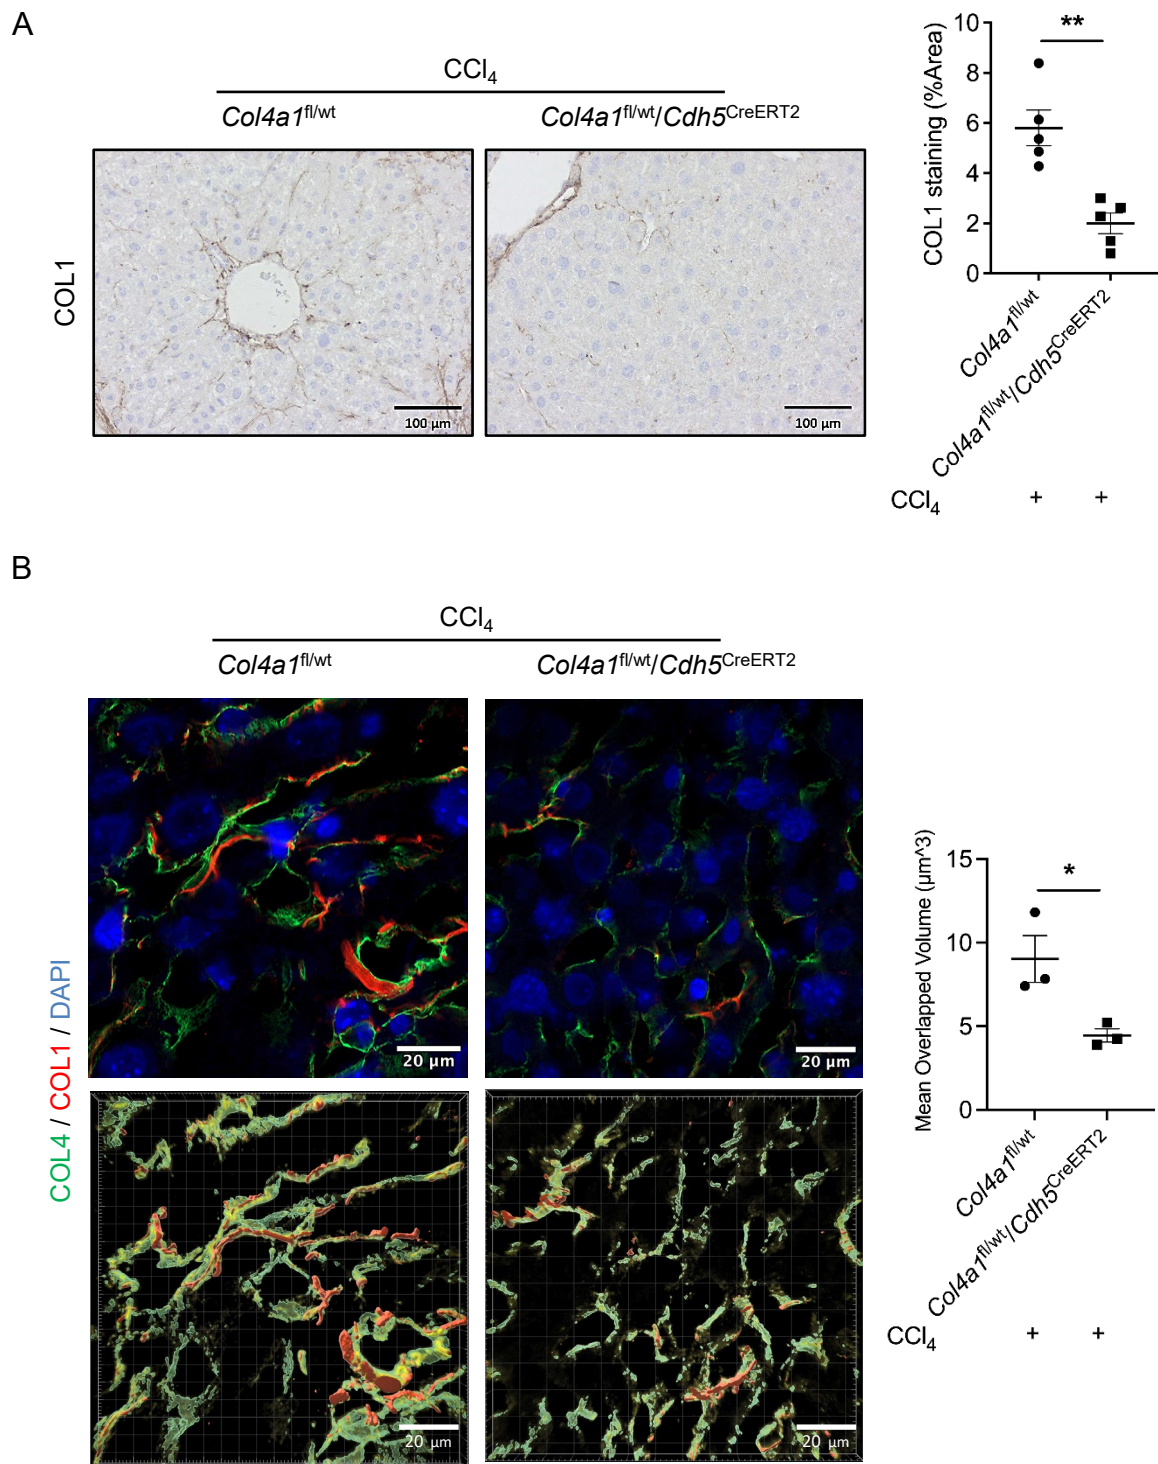 A
CCl₄
Col4a1fl/wt
Col4a1fl/wt/Cdh5CreERT2
COL1
100 µm
100 µm
COL1 staining (%Area)
10
8
6
4
2
0
**
Col4a1fl/wt
Col4a1fl/wt/Cdh5CreERT2
CCl₄ + +
B
CCl₄
Col4a1fl/wt
Col4a1fl/wt/Cdh5CreERT2
COL4 / COL1 / DAPI
20 µm
20 µm
20 µm
20 µm
Mean Overlapped Volume (µm^3)
15
10
5
0
*
Col4a1fl/wt
Col4a1fl/wt/Cdh5CreERT2
CCl₄ + +